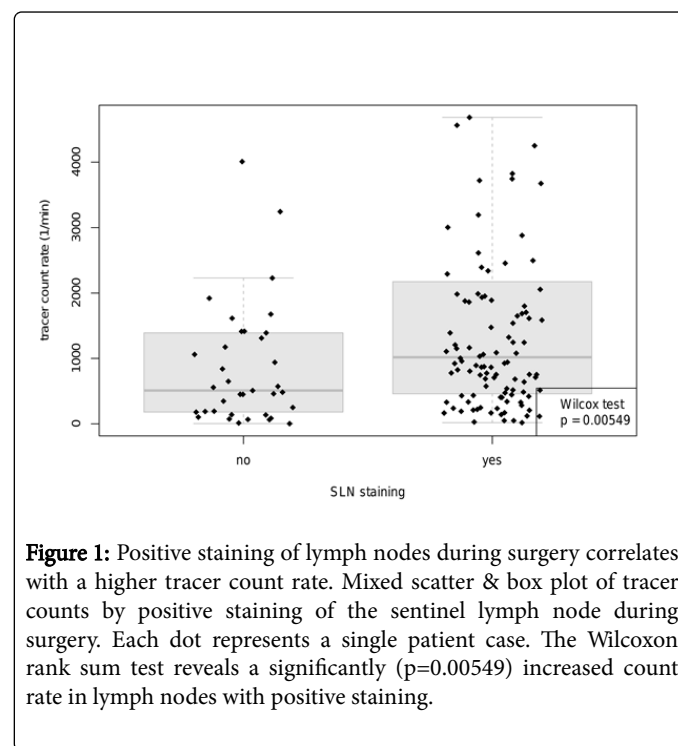 4000
3000
2000
1000
0
tracer count rate (1/min)
Wilcox test
p = 0.00549
no
yes
SLN staining
Figure 1: Positive staining of lymph nodes during surgery correlates
with a higher tracer count rate. Mixed scatter & box plot of tracer
counts by positive staining of the sentinel lymph node during
surgery. Each dot represents a single patient case. The Wilcoxon
rank sum test reveals a significantly (p=0.00549) increased count
rate in lymph nodes with positive staining.